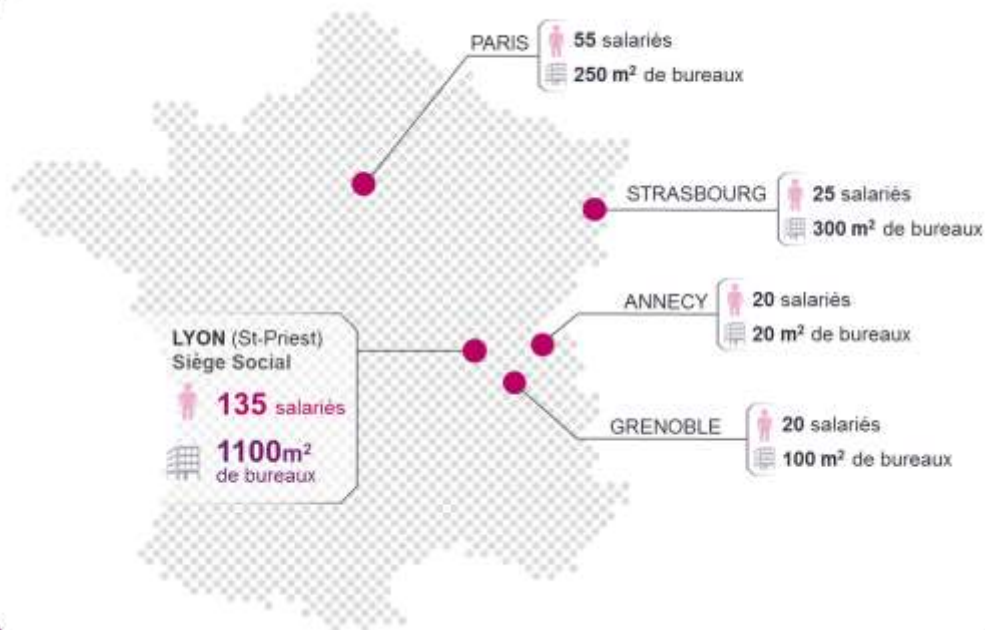 PARIS
55 salariés
250 m² de bureaux
STRASBOURG
25 salariés
300 m² de bureaux
ANNECY
20 salariés
20 m² de bureaux
LYON (St-Priest)
Siège Social
135 salariés
1100m²
de bureaux
GRENOBLE
20 salariés
100 m² de bureaux